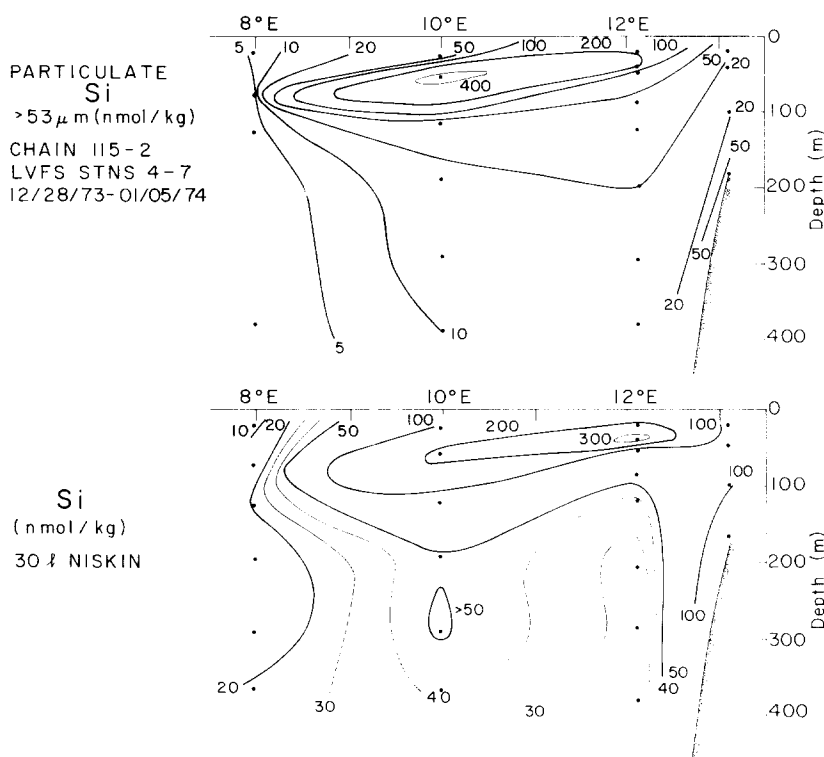 8°E 10°E 12°E
5 10 20 50 100 200 100 50 20 0
PARTICULATE
Si
>53μm (nmol/kg)
CHAIN 115-2
LVFS STNS 4-7
12/28/73-01/05/74
400
20
50
50
20
5
10
100
200
300
400
Depth (m)
8°E 10°E 12°E
10 20 50 100 200 300 100 0
Si
(nmol/kg)
30 ℓ NISKIN
100
>50
100
20
30
40
30
50
40
100
200
300
400
Depth (m)